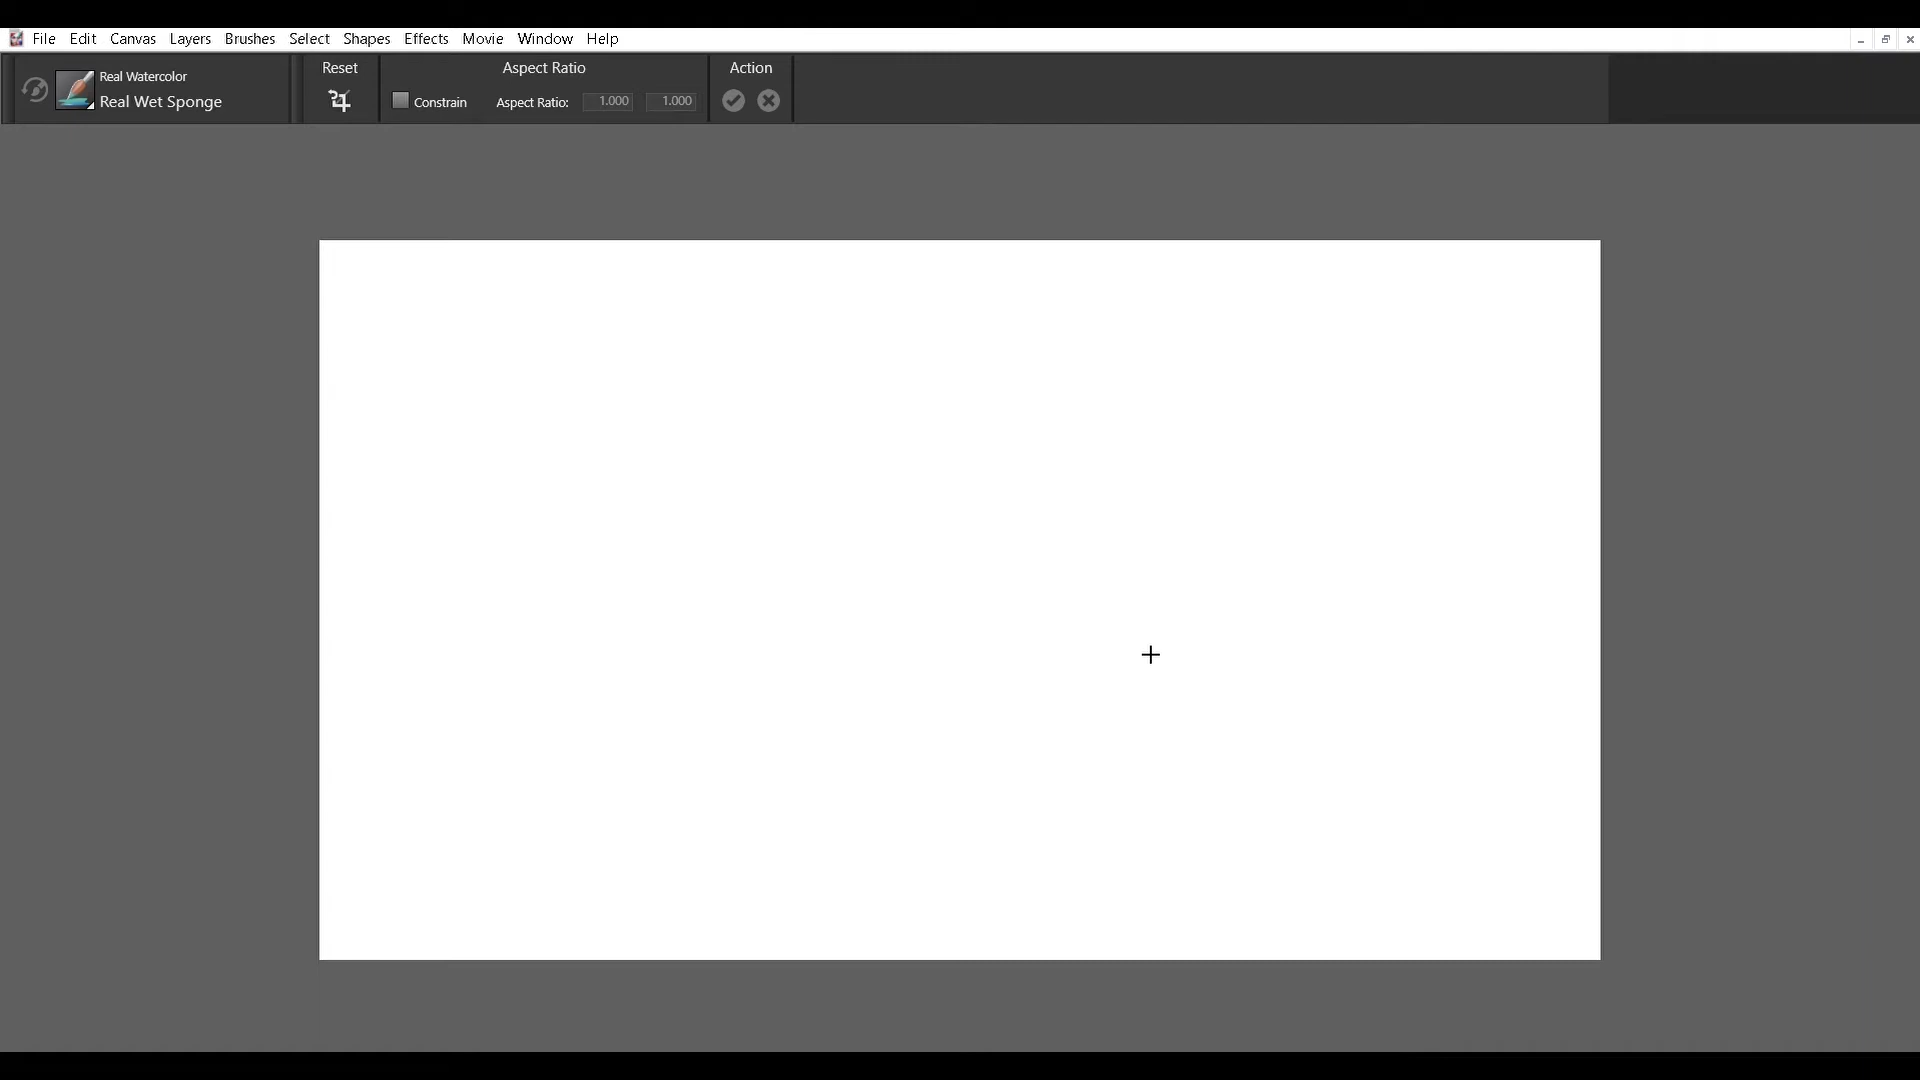 File Edit Canvas Layers Brushes Select Shapes Effects Movie Window Help
Real Watercolor
Real Wet Sponge
Reset
Aspect Ratio
Constrain Aspect Ratio: 1.000 1.000
Action